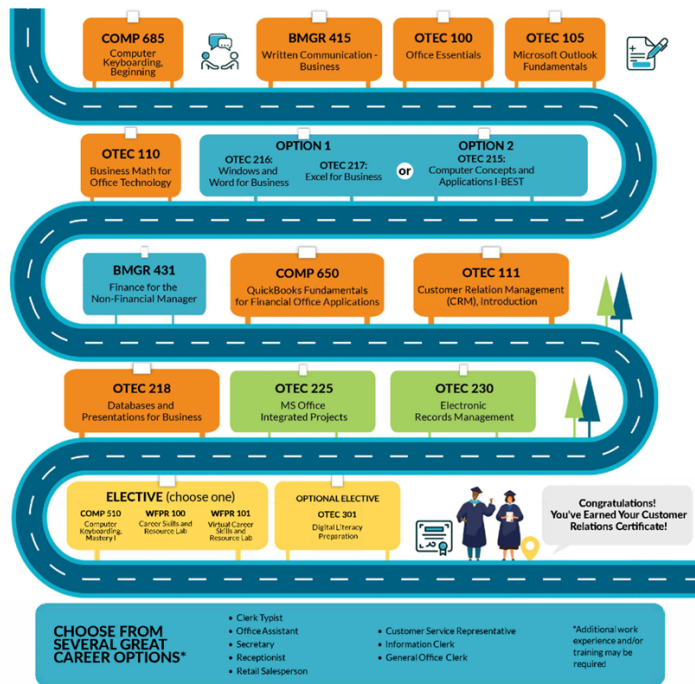 COMP 685
Computer
Keyboarding,
Beginning
BMGR 415
Written Communication -
Business
OTEC 100
Office Essentials
OTEC 105
Microsoft Outlook
Fundamentals
OTEC 110
Business Math for
Office Technology
OPTION 1
OTEC 216:
Windows and
Word for Business
OTEC 217:
Excel for Business
or
OPTION 2
OTEC 215:
Computer Concepts and
Applications I-BEST
BMGR 431
Finance for the
Non-Financial Manager
COMP 650
QuickBooks Fundamentals
for Financial Office Applications
OTEC 111
Customer Relation Management
(CRM), Introduction
OTEC 218
Databases and
Presentations for Business
OTEC 225
MS Office
Integrated Projects
OTEC 230
Electronic
Records Management
ELECTIVE (choose one)
COMP 510
Computer
Keyboarding,
Mastery I
WFPR 100
Career Skills and
Resource Lab
WFPR 101
Virtual Career
Skills and
Resource Lab
OPTIONAL ELECTIVE
OTEC 301
Digital Literacy
Preparation
Congratulations!
You've Earned Your Customer
Relations Certificate!
CHOOSE FROM
SEVERAL GREAT
CAREER OPTIONS*
• Clerk Typist
• Office Assistant
• Secretary
• Receptionist
• Retail Salesperson
• Customer Service Representative
• Information Clerk
• General Office Clerk
*Additional work
experience and/or
training may be
required